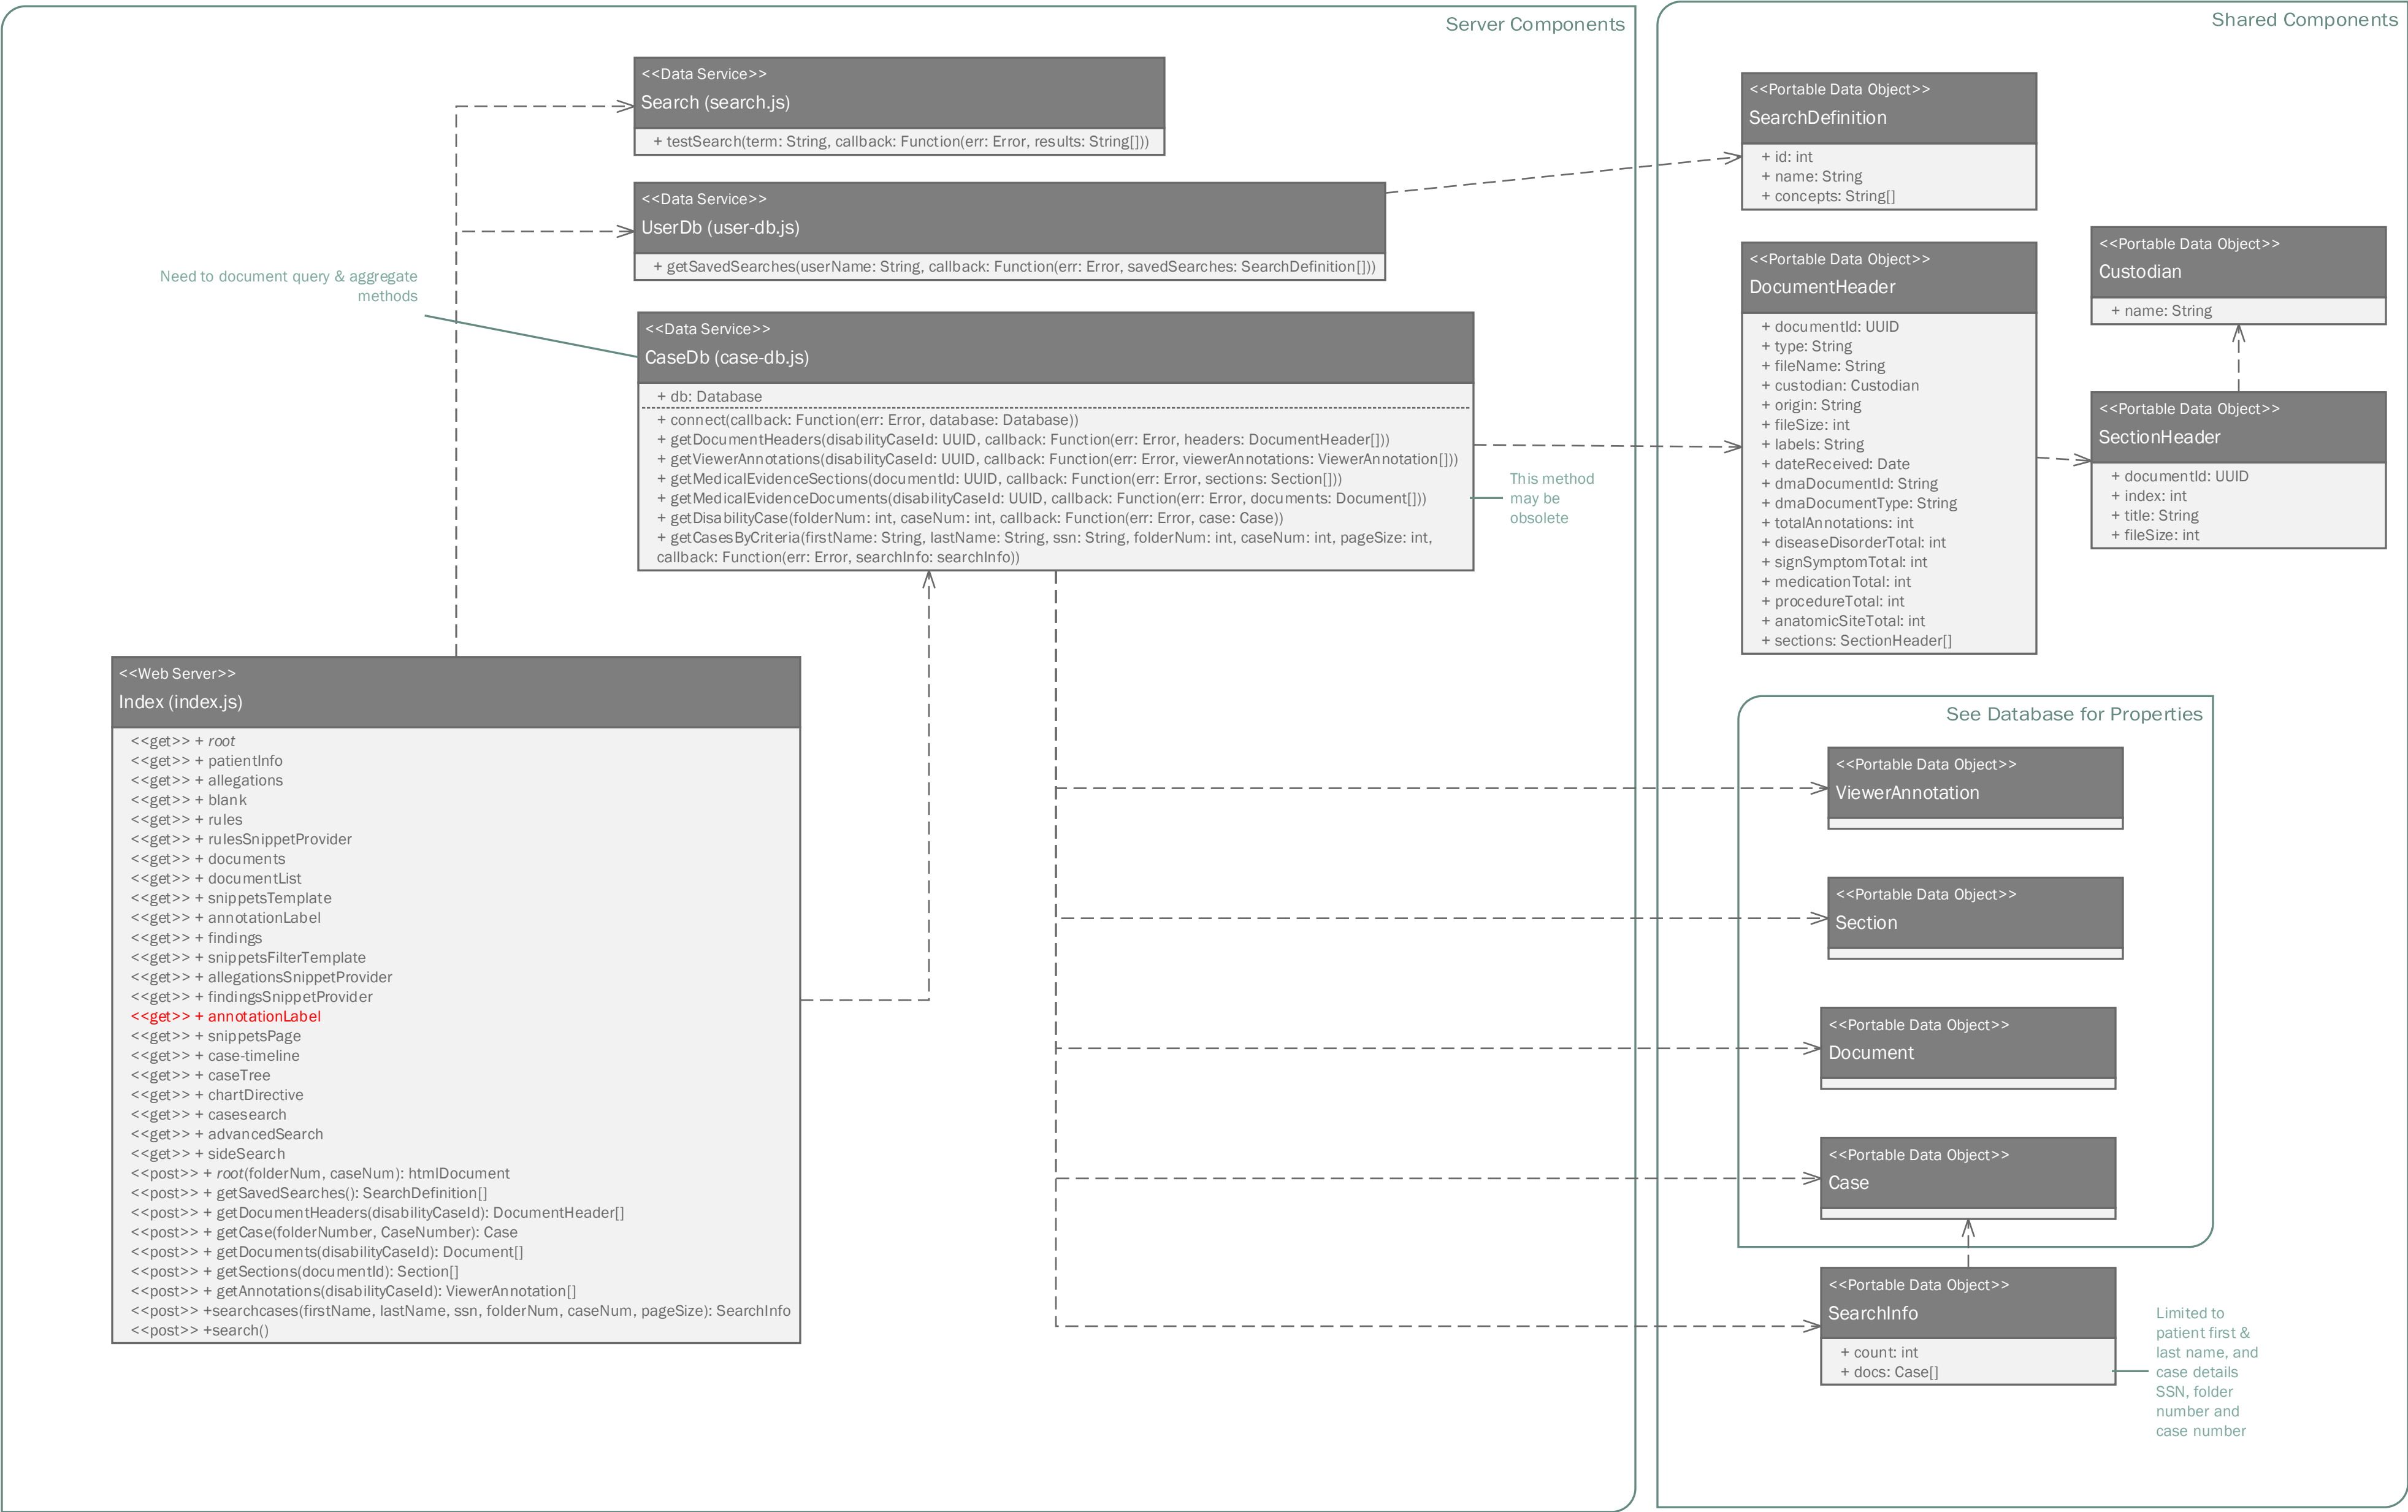 Server Components
<<Data Service>>
Search (search.js)
+ testSearch(term: String, callback: Function(err: Error, results: String[]))
<<Data Service>>
UserDb (user-db.js)
+ getSavedSearches(userName: String, callback: Function(err: Error, savedSearches: SearchDefinition[]))
Need to document query & aggregate
methods
<<Data Service>>
CaseDb (case-db.js)
+ db: Database
+ connect(callback: Function(err: Error, database: Database))
+ getDocumentHeaders(disabilityCaseId: UUID, callback: Function(err: Error, headers: DocumentHeader[]))
+ getViewerAnnotations(disabilityCaseId: UUID, callback: Function(err: Error, viewerAnnotations: ViewerAnnotation[]))
+ getMedicalEvidenceSections(documentId: UUID, callback: Function(err: Error, sections: Section[]))
+ getMedicalEvidenceDocuments(disabilityCaseId: UUID, callback: Function(err: Error, documents: Document[]))
+ getDisabilityCase(folderNum: int, caseNum: int, callback: Function(err: Error, case: Case))
+ getCasesByCriteria(firstName: String, lastName: String, ssn: String, folderNum: int, caseNum: int, pageSize: int,
callback: Function(err: Error, searchInfo: searchInfo))
This method
may be
obsolete
<<Web Server>>
Index (index.js)
<<get>> + root
<<get>> + patientInfo
<<get>> + allegations
<<get>> + blank
<<get>> + rules
<<get>> + rulesSnippetProvider
<<get>> + documents
<<get>> + documentList
<<get>> + snippetsTemplate
<<get>> + annotationLabel
<<get>> + findings
<<get>> + snippetsFilterTemplate
<<get>> + allegationsSnippetProvider
<<get>> + findingsSnippetProvider
<<get>> + annotationLabel
<<get>> + snippetsPage
<<get>> + case-timeline
<<get>> + caseTree
<<get>> + chartDirective
<<get>> + casesearch
<<get>> + advancedSearch
<<get>> + sideSearch
<<post>> + root(folderNum, caseNum): htmlDocument
<<post>> + getSavedSearches(): SearchDefinition[]
<<post>> + getDocumentHeaders(disabilityCaseId): DocumentHeader[]
<<post>> + getCase(folderNumber, CaseNumber): Case
<<post>> + getDocuments(disabilityCaseId): Document[]
<<post>> + getSections(documentId): Section[]
<<post>> + getAnnotations(disabilityCaseId): ViewerAnnotation[]
<<post>> +searchcases(firstName, lastName, ssn, folderNum, caseNum, pageSize): SearchInfo
<<post>> +search()
Shared Components
<<Portable Data Object>>
SearchDefinition
+ id: int
+ name: String
+ concepts: String[]
<<Portable Data Object>>
DocumentHeader
+ documentId: UUID
+ type: String
+ fileName: String
+ custodian: Custodian
+ origin: String
+ fileSize: int
+ labels: String
+ dateReceived: Date
+ dmaDocumentId: String
+ dmaDocumentType: String
+ totalAnnotations: int
+ diseaseDisorderTotal: int
+ signSymptomTotal: int
+ medicationTotal: int
+ procedureTotal: int
+ anatomicSiteTotal: int
+ sections: SectionHeader[]
<<Portable Data Object>>
Custodian
+ name: String
<<Portable Data Object>>
SectionHeader
+ documentId: UUID
+ index: int
+ title: String
+ fileSize: int
See Database for Properties
<<Portable Data Object>>
ViewerAnnotation
<<Portable Data Object>>
Section
<<Portable Data Object>>
Document
<<Portable Data Object>>
Case
<<Portable Data Object>>
SearchInfo
+ count: int
+ docs: Case[]
Limited to
patient first &
last name, and
case details
SSN, folder
number and
case number